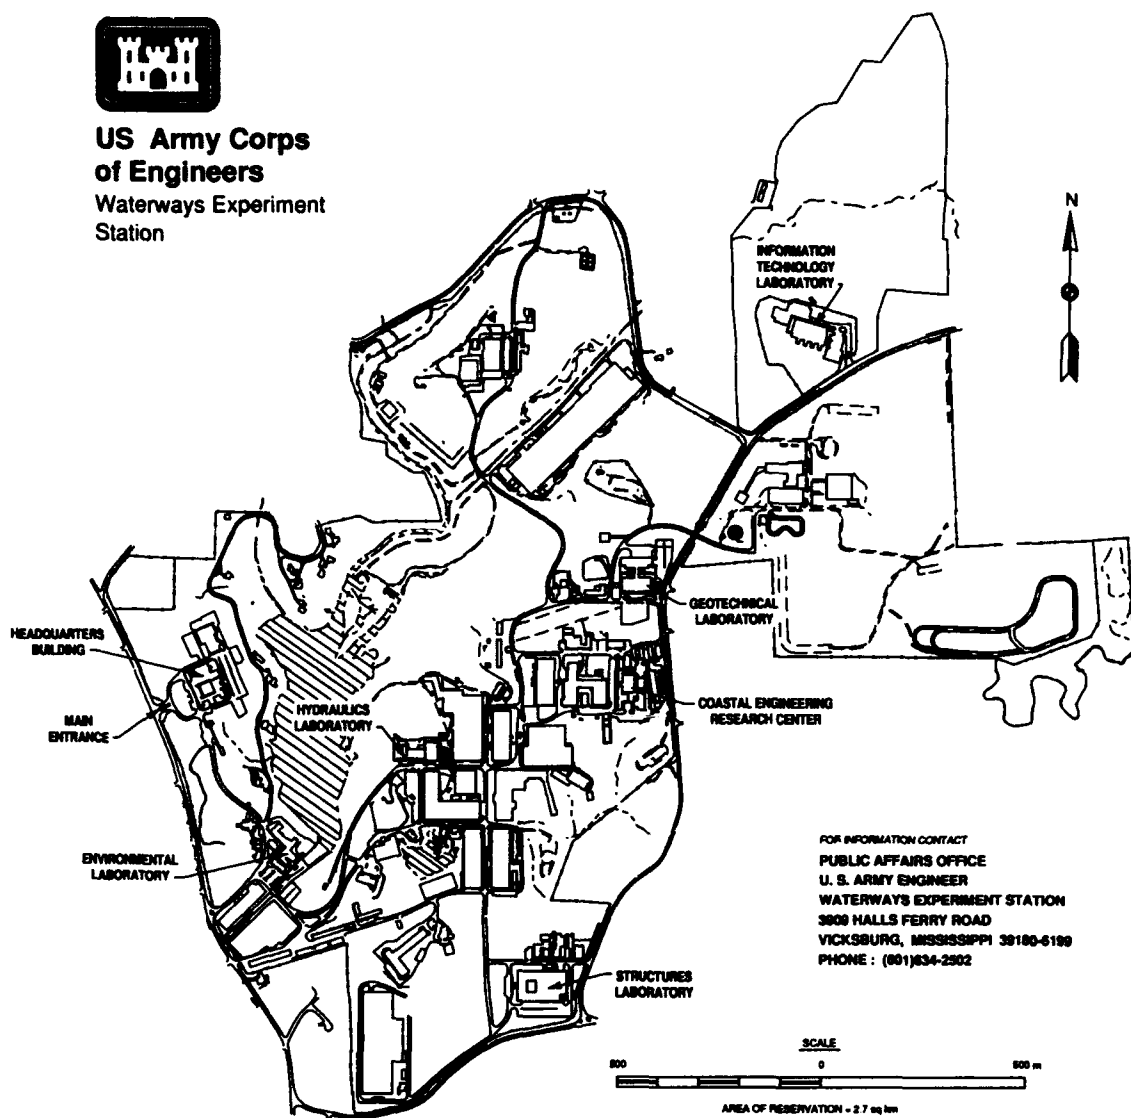 US Army Corps
of Engineers
Waterways Experiment
Station
N
INFORMATION
TECHNOLOGY
LABORATORY
HEADQUARTERS
BUILDING
MAIN
ENTRANCE
HYDRAULICS
LABORATORY
GEOTECHNICAL
LABORATORY
COASTAL ENGINEERING
RESEARCH CENTER
ENVIRONMENTAL
LABORATORY
STRUCTURES
LABORATORY
FOR INFORMATION CONTACT
PUBLIC AFFAIRS OFFICE
U. S. ARMY ENGINEER
WATERWAYS EXPERIMENT STATION
3909 HALLS FERRY ROAD
VICKSBURG, MISSISSIPPI 39180-6199
PHONE : (601)634-2502
SCALE
500 0 500 m
AREA OF RESERVATION = 2.7 sq km